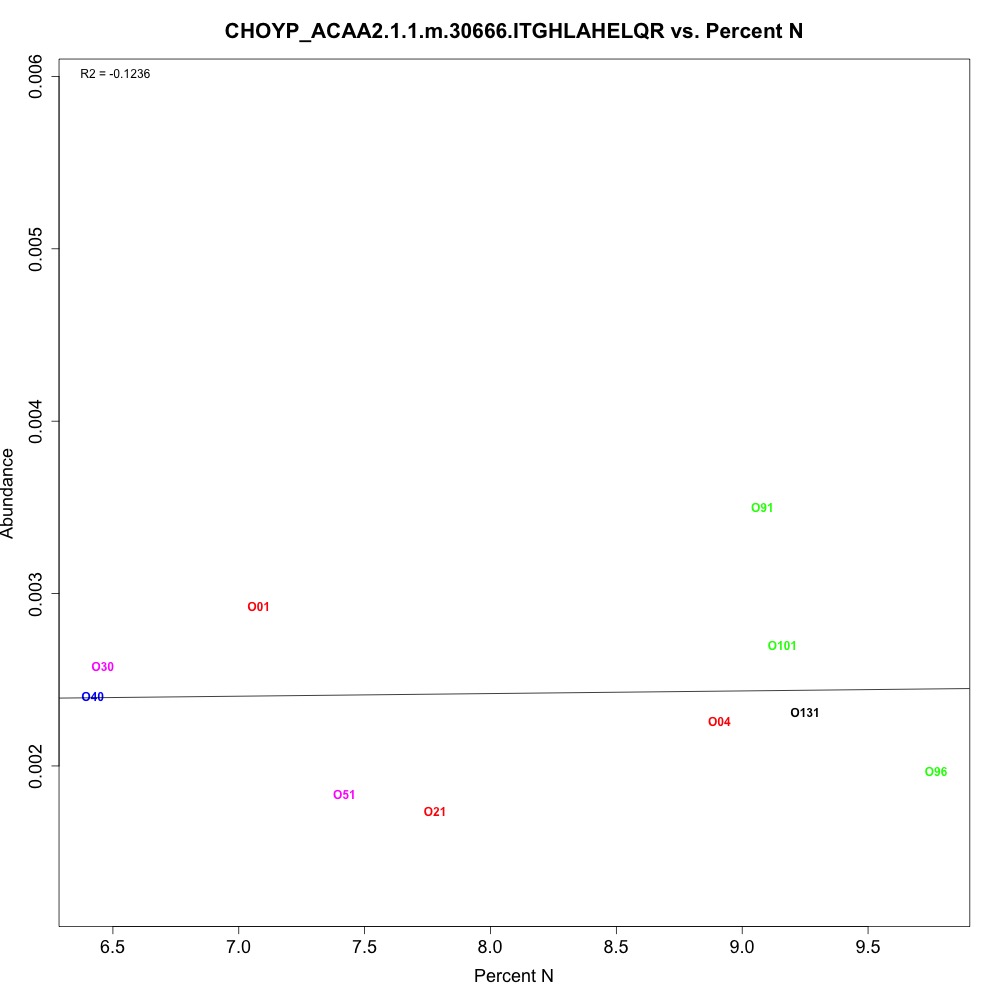 CHOYP_ACAA2.1.1.m.30666.ITGHLAHELQR vs. Percent N
R2 = -0.1236
0.006
0.005
0.004
0.003
0.002
Abundance
O91
O01
O101
O30
O40
O131
O04
O96
O51
O21
6.5 7.0 7.5 8.0 8.5 9.0 9.5
Percent N